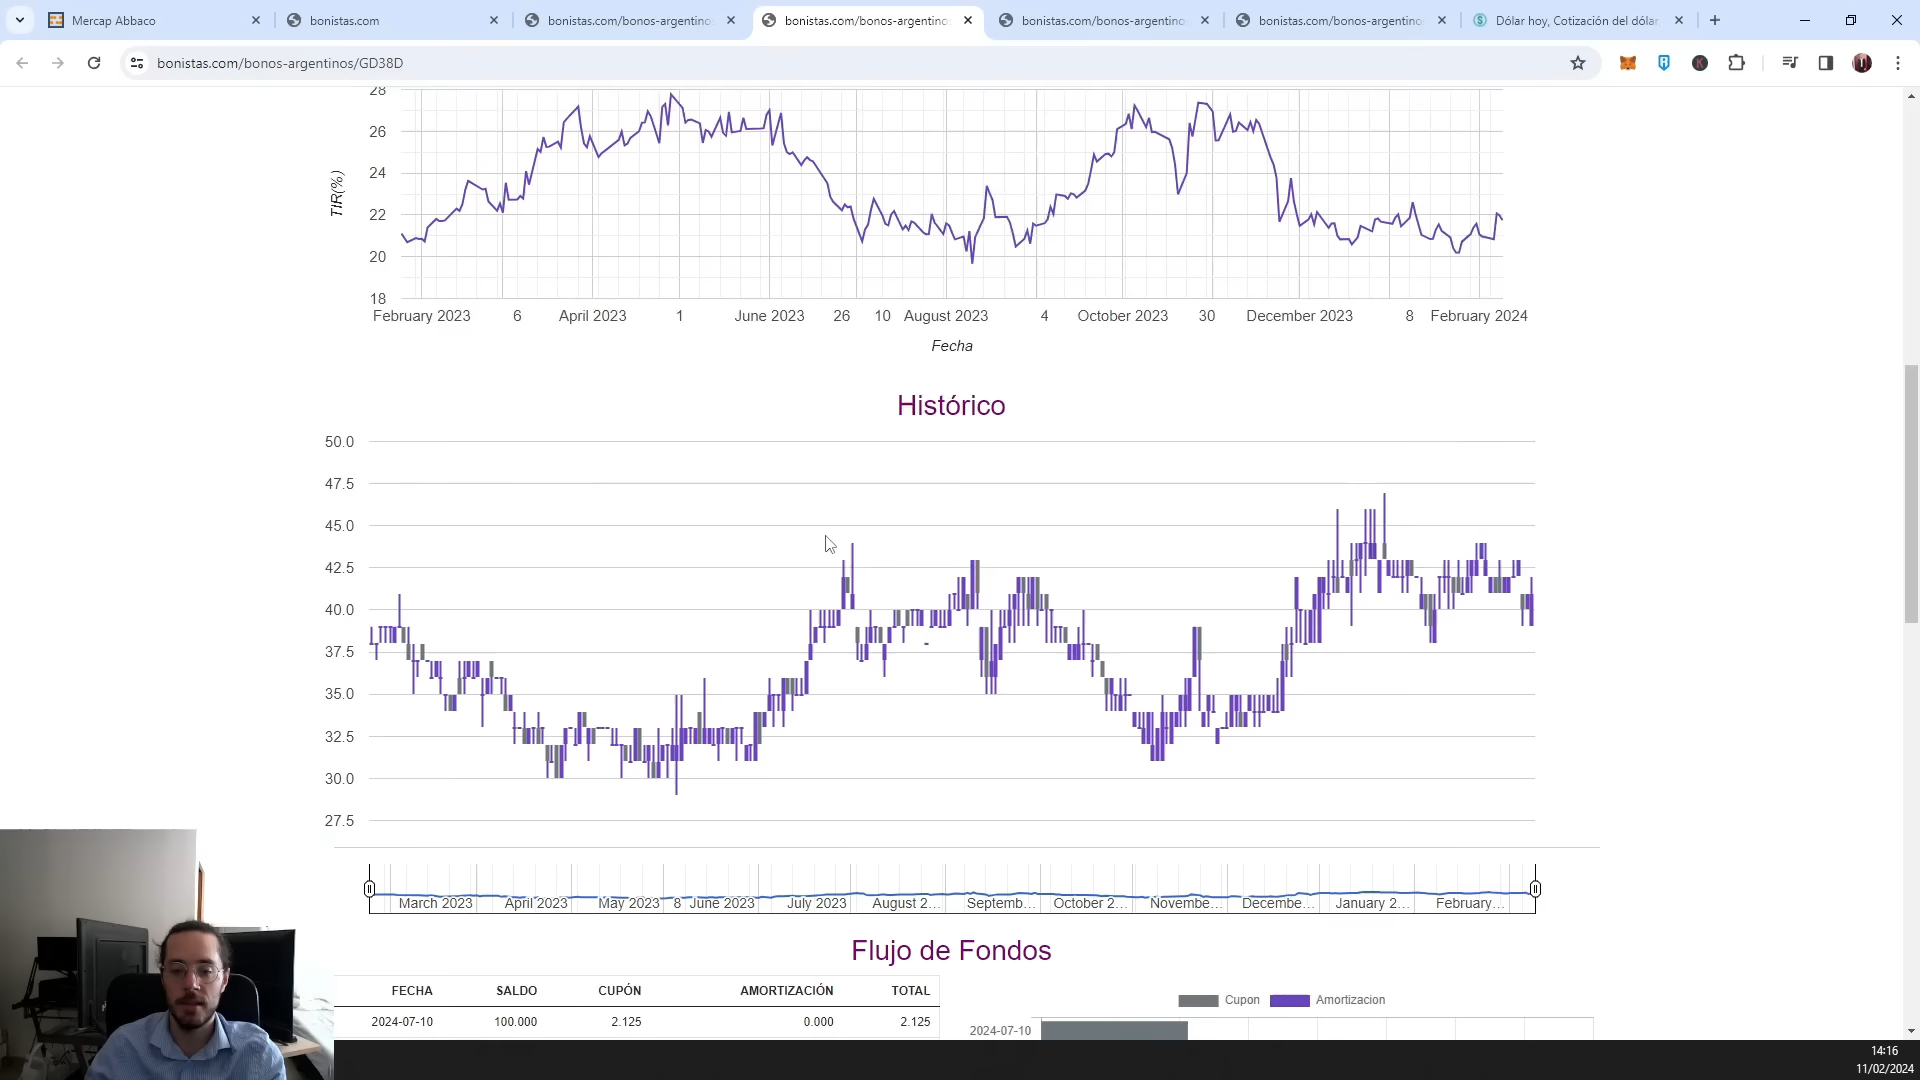 Mercap Abbaco
bonistas.com
bonistas.com/bonos-argentino
bonistas.com/bonos-argentino
bonistas.com/bonos-argentino
bonistas.com/bonos-argentino
Dólar hoy, Cotización del dólar
bonistas.com/bonos-argentinos/GD38D
28
26
24
22
20
18
TIR(%)
February 2023 6 April 2023 1 June 2023 26 10 August 2023 4 October 2023 30 December 2023 8 February 2024
Fecha
Histórico
50.0
47.5
45.0
42.5
40.0
37.5
35.0
32.5
30.0
27.5
March 2023 April 2023 May 2023 8 June 2023 July 2023 August 2... Septemb... October 2... Novembe... Decembe... January 2... February...
Flujo de Fondos
FECHA SALDO CUPÓN AMORTIZACIÓN TOTAL
2024-07-10 100.000 2.125 0.000 2.125
Cupon Amortizacion
2024-07-10
14:16
11/02/2024